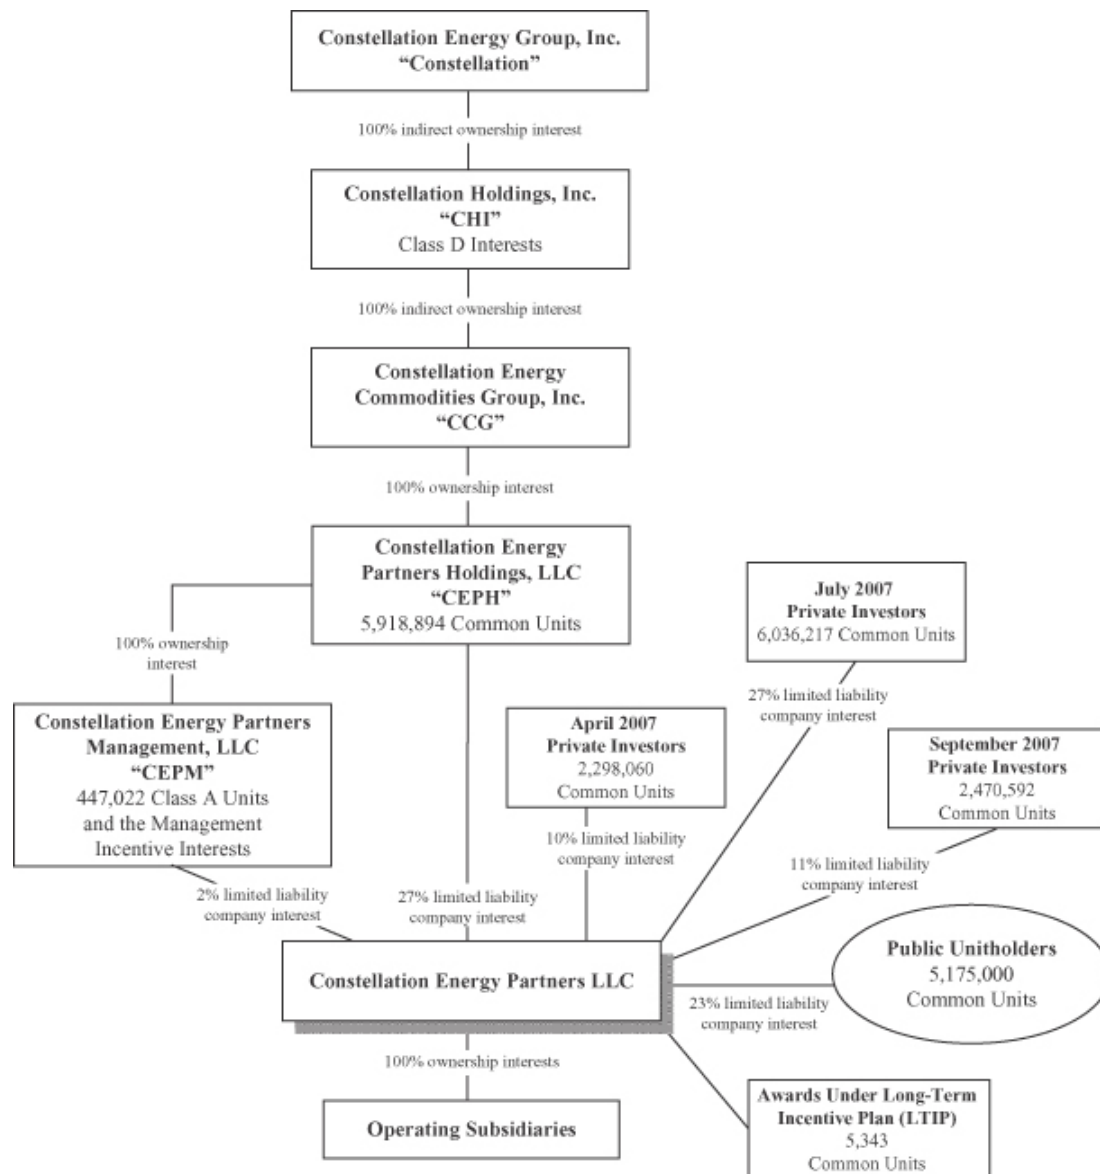 Constellation Energy Group, Inc.
“Constellation”
100% indirect ownership interest
Constellation Holdings, Inc.
“CHI”
Class D Interests
100% indirect ownership interest
Constellation Energy
Commodities Group, Inc.
“CCG”
100% ownership interest
Constellation Energy
Partners Holdings, LLC
“CEPH”
5,918,894 Common Units
July 2007
Private Investors
6,036,217 Common Units
100% ownership
interest
27% limited liability
company interest
Constellation Energy Partners
Management, LLC
“CEPM”
447,022 Class A Units
and the Management
Incentive Interests
April 2007
Private Investors
2,298,060
Common Units
September 2007
Private Investors
2,470,592
Common Units
10% limited liability
company interest
11% limited liability
company interest
2% limited liability
company interest
27% limited liability
company interest
Public Unitholders
5,175,000
Common Units
Constellation Energy Partners LLC
23% limited liability
company interest
100% ownership interests
Operating Subsidiaries
Awards Under Long-Term
Incentive Plan (LTIP)
5,343
Common Units